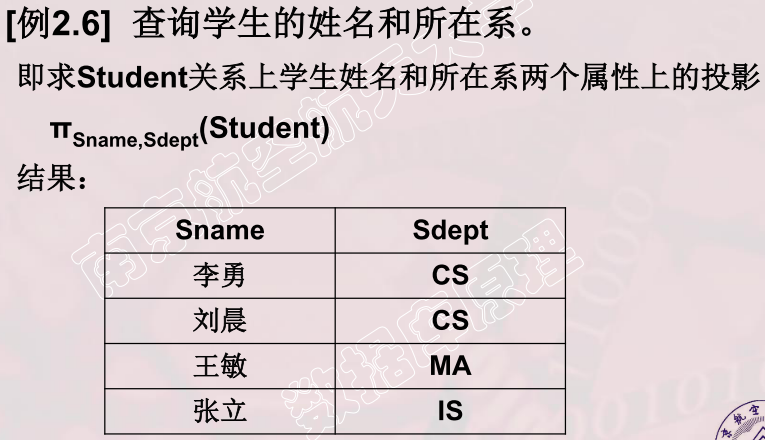 [例2.6] 查询学生的姓名和所在系。
即求Student关系上学生姓名和所在系两个属性上的投影
πSname,Sdept(Student)
结果：
Sname Sdept
李勇 CS
刘晨 CS
王敏 MA
张立 IS
南京航空航天大学
数据库原理